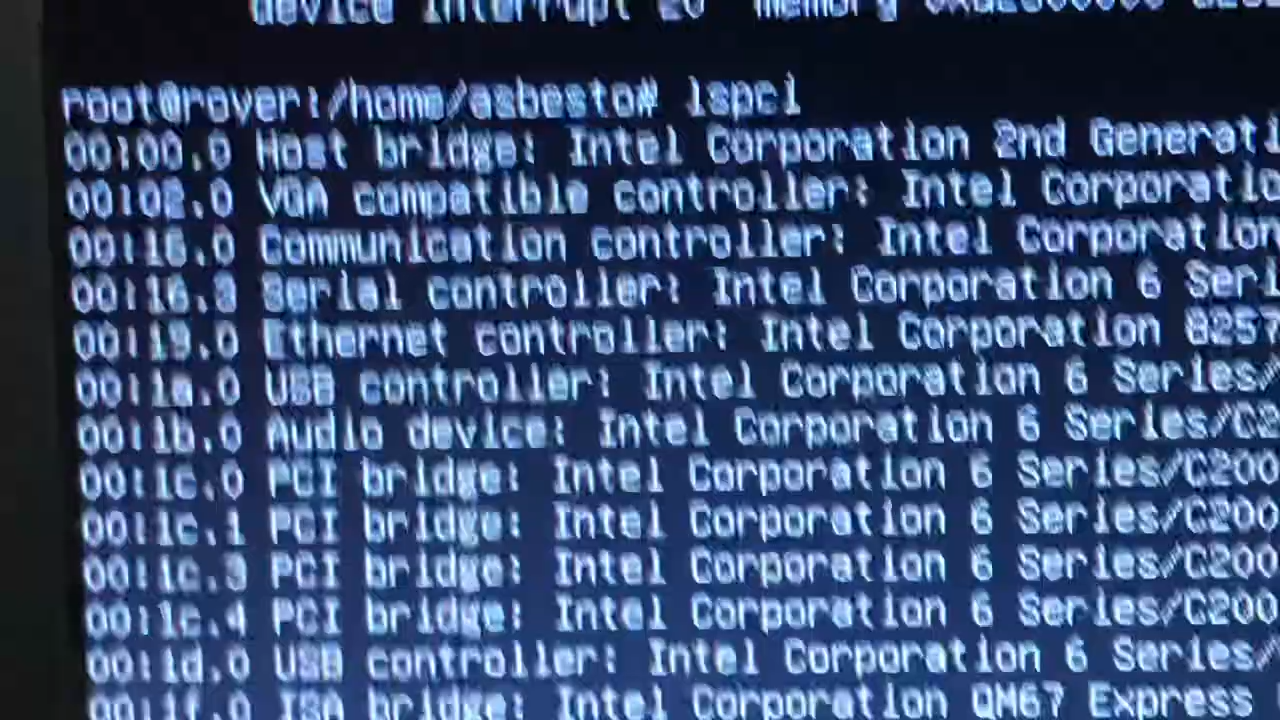 device interrupt 20 memory
root@rover:/home/asbesto# lspci
00:00.0 Host bridge: Intel Corporation 2nd Generati
00:02.0 VGA compatible controller: Intel Corporatio
00:16.0 Communication controller: Intel Corporation
00:16.3 Serial controller: Intel Corporation 6 Seri
00:19.0 Ethernet controller: Intel Corporation 8257
00:1a.0 USB controller: Intel Corporation 6 Series/
00:1b.0 Audio device: Intel Corporation 6 Series/C2
00:1c.0 PCI bridge: Intel Corporation 6 Series/C200
00:1c.1 PCI bridge: Intel Corporation 6 Series/C200
00:1c.3 PCI bridge: Intel Corporation 6 Series/C200
00:1c.4 PCI bridge: Intel Corporation 6 Series/C200
00:1d.0 USB controller: Intel Corporation 6 Series/
00:1f.0 ISA bridge: Intel Corporation QM67 Express